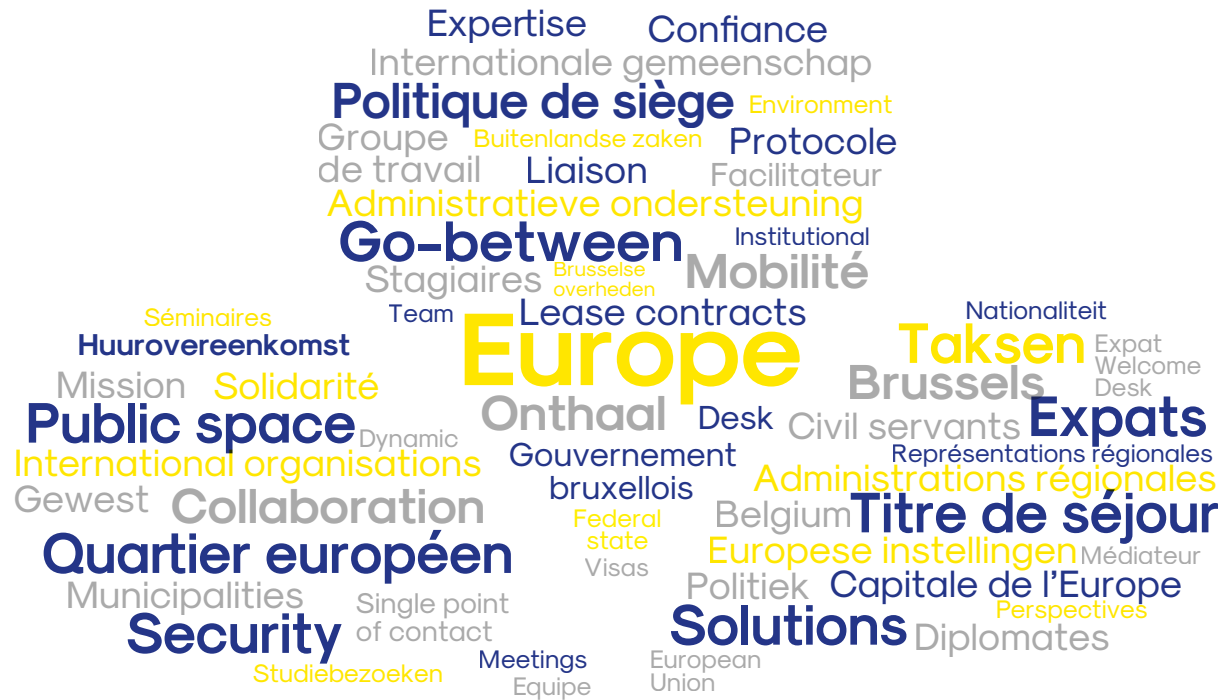 Expertise Confiance
Internationale gemeenschap
Politique de siège Environment
Groupe
de travail
Buitenlandse zaken Protocole
Liaison Facilitateur
Administratieve ondersteuning
Go-between Institutional
Stagiaires
Brusselse
overheden
Mobilité
Séminaires Team Lease contracts Nationaliteit
Huurovereenkomst Europe Taksen
Expat
Welcome
Desk
Mission Solidarité Brussels
Public space Dynamic Onthaal Desk Civil servants Expats
International organisations
Gouvernement
bruxellois
Représentations régionales
Administrations régionales
Gewest Collaboration
Federal
state
Belgium Titre de séjour
Quartier européen Visas Europese instellingen Médiateur
Municipalities
Single point
of contact
Politiek Capitale de l’Europe
Perspectives
Security Solutions Diplomates
Studiebezoeken Meetings
Equipe
European
Union